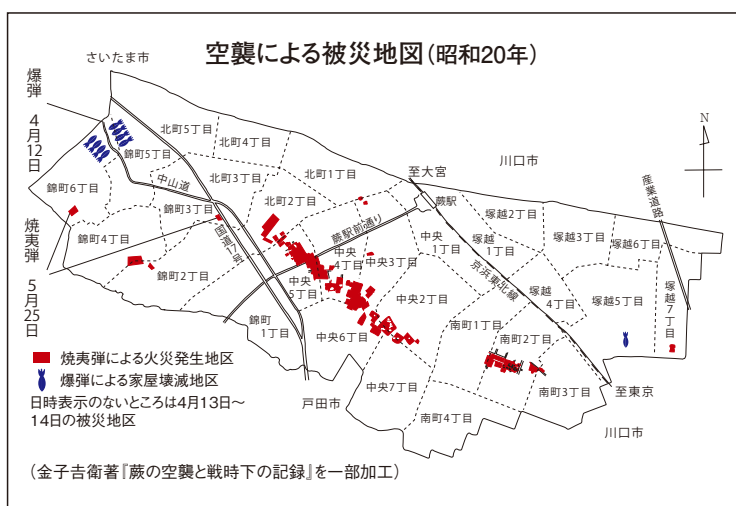 空襲による被災地図（昭和20年）
さいたま市
爆弾 4月12日
焼夷弾 5月25日
北町5丁目
北町4丁目
北町3丁目
北町2丁目
北町1丁目
錦町5丁目
錦町6丁目
錦町3丁目
錦町4丁目
錦町2丁目
錦町
1丁目
中山道
国道17号
蕨駅前通り
至大宮
蕨駅
川口市
N
産業道路
塚越2丁目
塚越
1丁目
塚越3丁目
塚越6丁目
塚越
4丁目
塚越5丁目
塚越7丁目
京浜東北線
中央
1丁目
中央3丁目
中央
4丁目
中央
5丁目
中央2丁目
中央6丁目
中央7丁目
南町1丁目
南町2丁目
南町3丁目
南町4丁目
至東京
川口市
戸田市
焼夷弾による火災発生地区
爆弾による家屋壊滅地区
日時表示のないところは4月13日〜
14日の被災地区
（金子吉衛著『蕨の空襲と戦時下の記録』を一部加工）